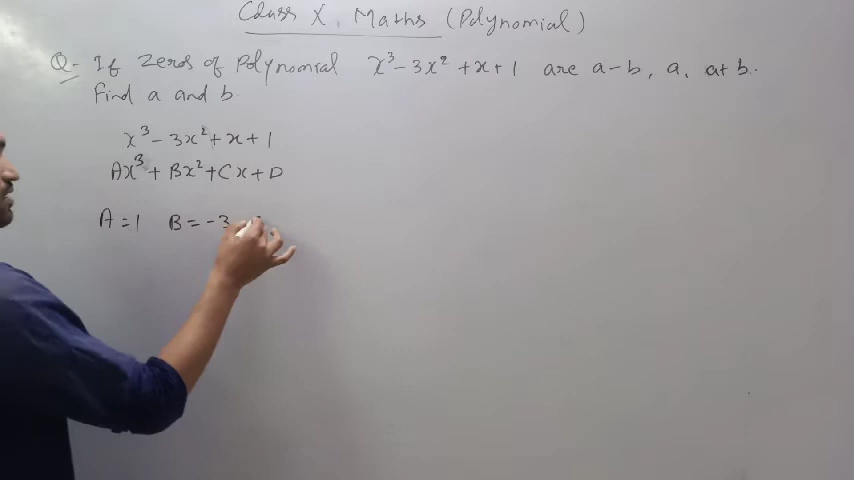 Class X, Maths (Polynomial)
Q- If zeros of Polynomial x³-3x²+x+1 are a-b, a, a+b.
Find a and b
x³-3x²+x+1
Ax³+Bx²+Cx+D
A=1 B=-3